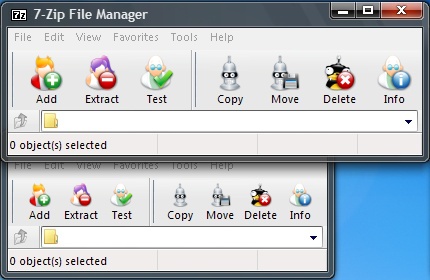 7-Zip File Manager
File Edit View Favorites Tools Help
Add Extract Test Copy Move Delete Info
0 object(s) selected
File Edit View Favorites Tools Help
Add Extract Test Copy Move Delete Info
0 object(s) selected